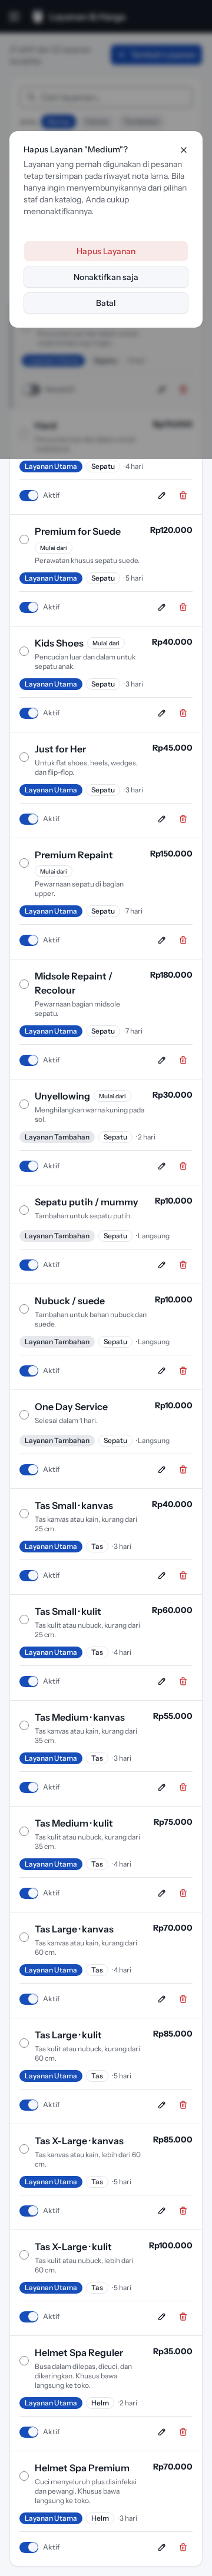 Layanan & Harga
Hapus Layanan "Medium"?
Layanan yang pernah digunakan di pesanan
tetap tersimpan pada riwayat nota lama. Bila
hanya ingin menyembunyikannya dari pilihan
staf dan katalog, Anda cukup
menonaktifkannya.
Hapus Layanan
Nonaktifkan saja
Batal
Layanan Utama Sepatu
Hard
Layanan Utama Sepatu · 4 hari
Aktif
Premium for Suede Rp120.000
Mulai dari
Perawatan khusus sepatu suede.
Layanan Utama Sepatu · 5 hari
Aktif
Kids Shoes Mulai dari Rp40.000
Pencucian luar dan dalam untuk
sepatu anak.
Layanan Utama Sepatu · 3 hari
Aktif
Just for Her Rp45.000
Untuk flat shoes, heels, wedges,
dan flip-flop.
Layanan Utama Sepatu · 3 hari
Aktif
Premium Repaint Rp150.000
Mulai dari
Pewarnaan sepatu di bagian
upper.
Layanan Utama Sepatu · 7 hari
Aktif
Midsole Repaint / Rp180.000
Recolour
Pewarnaan bagian midsole
sepatu.
Layanan Utama Sepatu · 7 hari
Aktif
Unyellowing Mulai dari Rp30.000
Menghilangkan warna kuning pada
sol.
Layanan Tambahan Sepatu · 2 hari
Aktif
Sepatu putih / mummy Rp10.000
Tambahan untuk sepatu putih.
Layanan Tambahan Sepatu · Langsung
Aktif
Nubuck / suede Rp10.000
Tambahan untuk bahan nubuck dan
suede.
Layanan Tambahan Sepatu · Langsung
Aktif
One Day Service Rp10.000
Selesai dalam 1 hari.
Layanan Tambahan Sepatu · Langsung
Aktif
Tas Small · kanvas Rp40.000
Tas kanvas atau kain, kurang dari
25 cm.
Layanan Utama Tas · 3 hari
Aktif
Tas Small · kulit Rp60.000
Tas kulit atau nubuck, kurang dari
25 cm.
Layanan Utama Tas · 4 hari
Aktif
Tas Medium · kanvas Rp55.000
Tas kanvas atau kain, kurang dari
35 cm.
Layanan Utama Tas · 3 hari
Aktif
Tas Medium · kulit Rp75.000
Tas kulit atau nubuck, kurang dari
35 cm.
Layanan Utama Tas · 4 hari
Aktif
Tas Large · kanvas Rp70.000
Tas kanvas atau kain, kurang dari
60 cm.
Layanan Utama Tas · 4 hari
Aktif
Tas Large · kulit Rp85.000
Tas kulit atau nubuck, kurang dari
60 cm.
Layanan Utama Tas · 5 hari
Aktif
Tas X-Large · kanvas Rp85.000
Tas kanvas atau kain, lebih dari 60
cm.
Layanan Utama Tas · 5 hari
Aktif
Tas X-Large · kulit Rp100.000
Tas kulit atau nubuck, lebih dari
60 cm.
Layanan Utama Tas · 5 hari
Aktif
Helmet Spa Reguler Rp35.000
Busa dalam dilepas, dicuci, dan
dikeringkan. Khusus bawa
langsung ke toko.
Layanan Utama Helm · 2 hari
Aktif
Helmet Spa Premium Rp70.000
Cuci menyeluruh plus disinfeksi
dan pewangi. Khusus bawa
langsung ke toko.
Layanan Utama Helm · 3 hari
Aktif